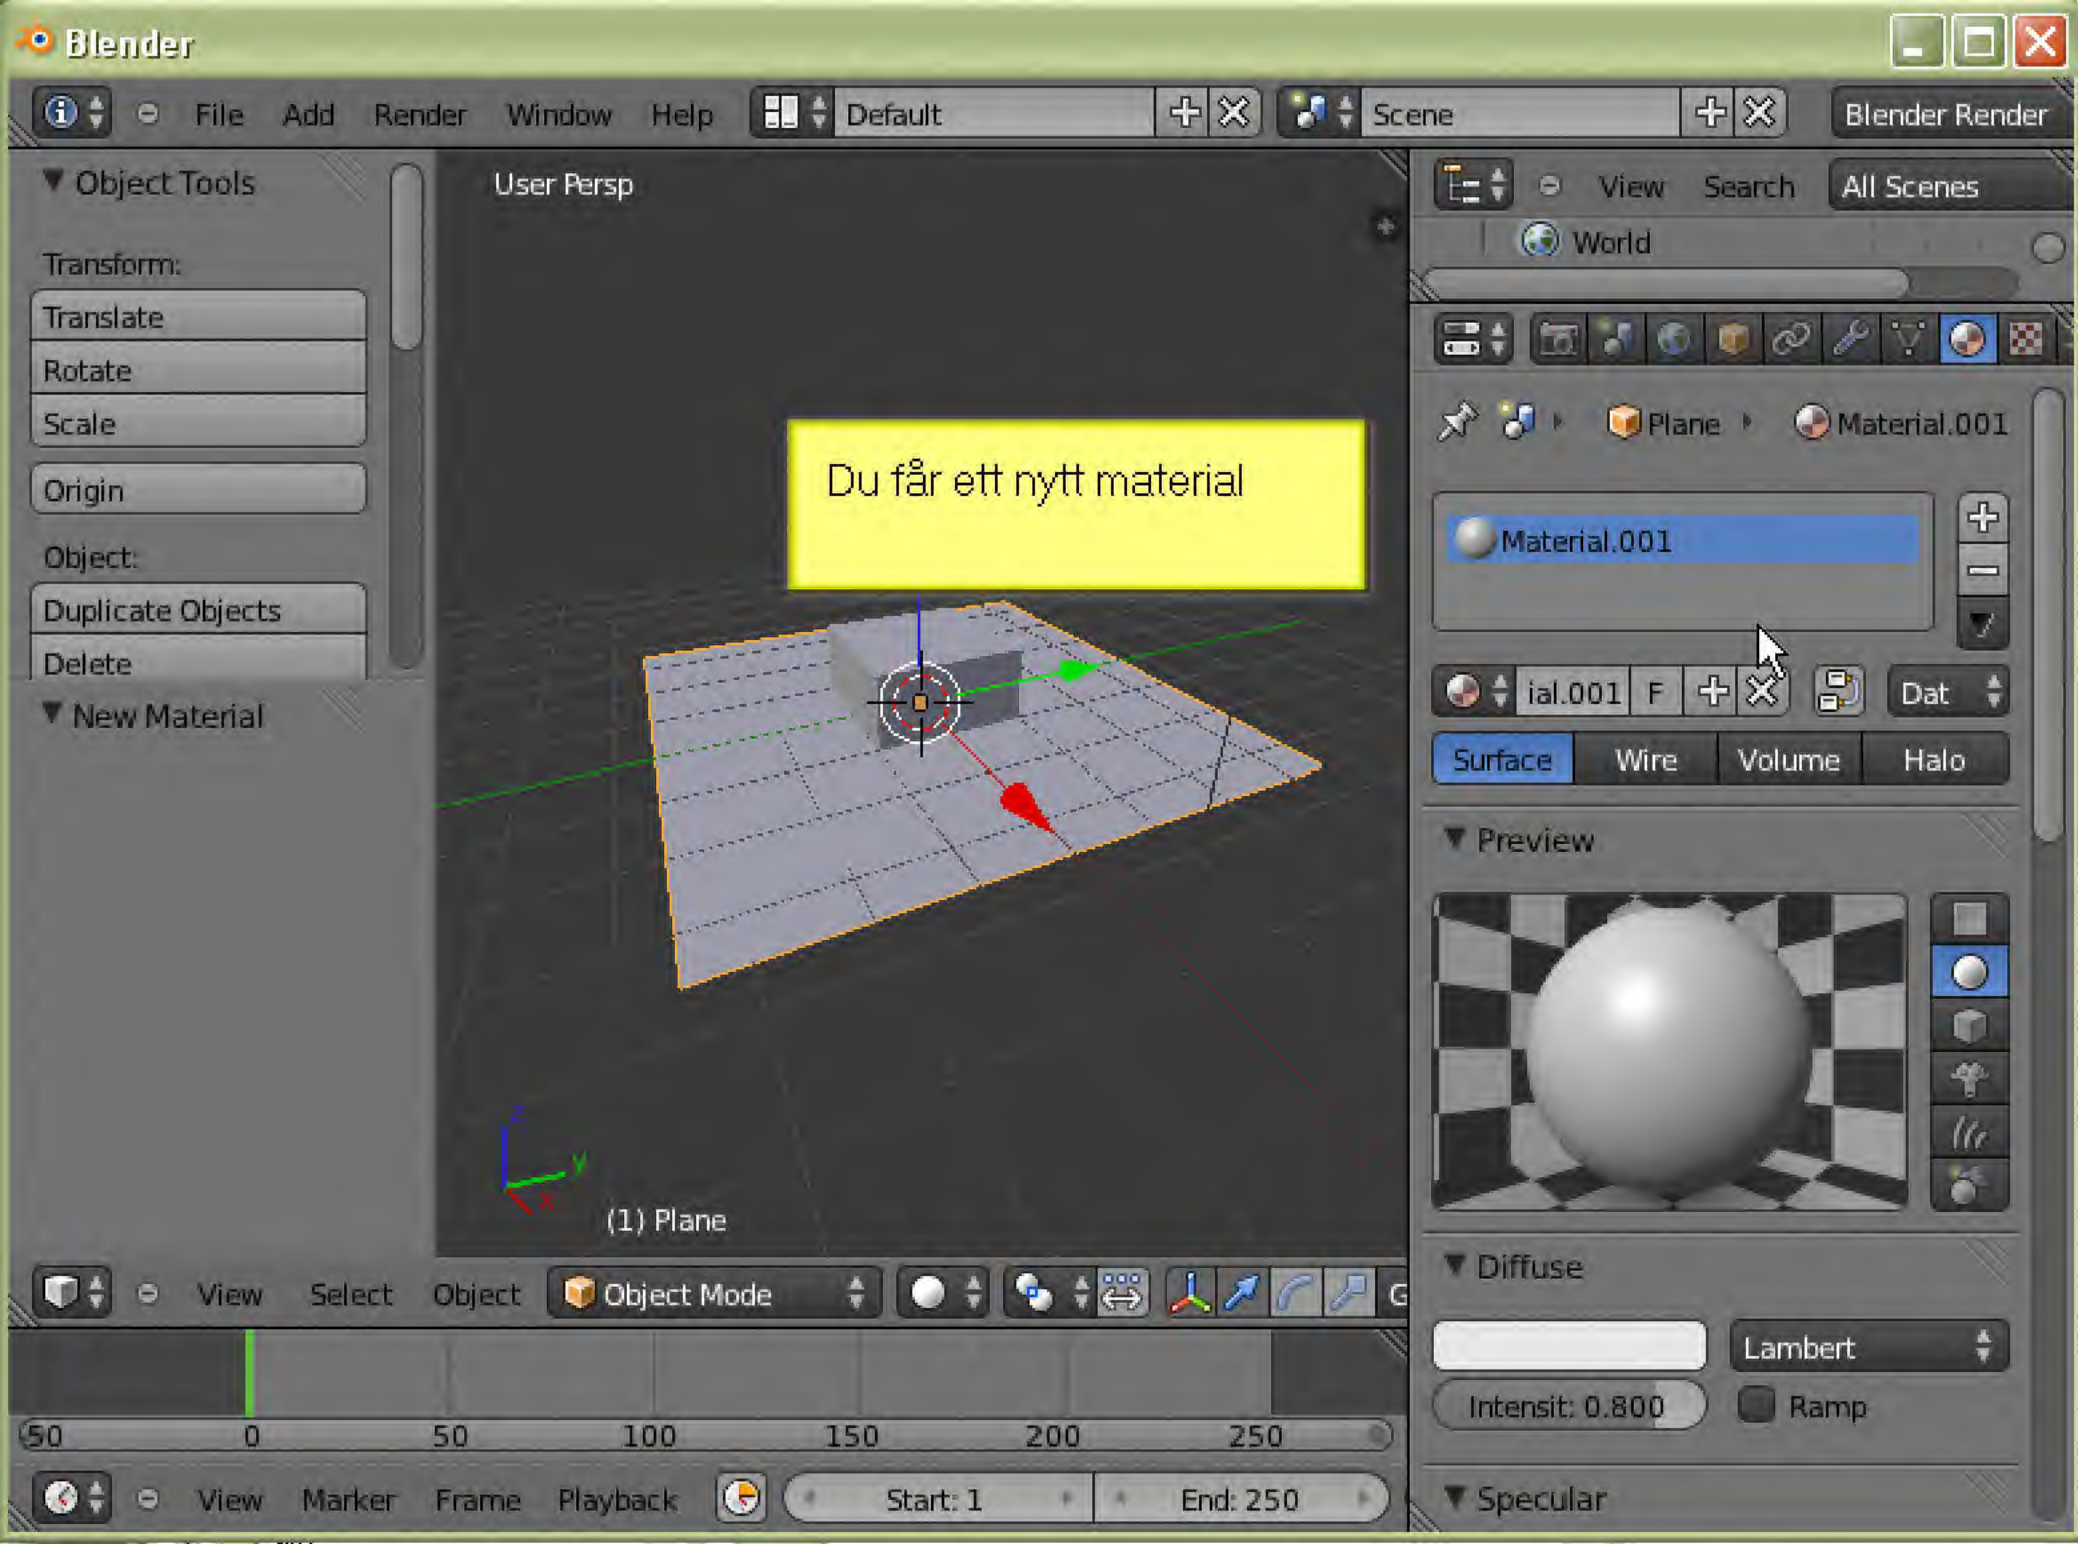 Blender
File Add Render Window Help Default Scene Blender Render
Object Tools
Transform:
Translate
Rotate
Scale
Origin
Object:
Duplicate Objects
Delete
New Material
User Persp
Du får ett nytt material
z
y
x
(1) Plane
View Select Object Object Mode G
-50 0 50 100 150 200 250
View Marker Frame Playback Start: 1 End: 250
View Search All Scenes
World
Plane Material.001
Material.001
ial.001 F Dat
Surface Wire Volume Halo
Preview
Diffuse
Lambert
Intensit: 0.800 Ramp
Specular